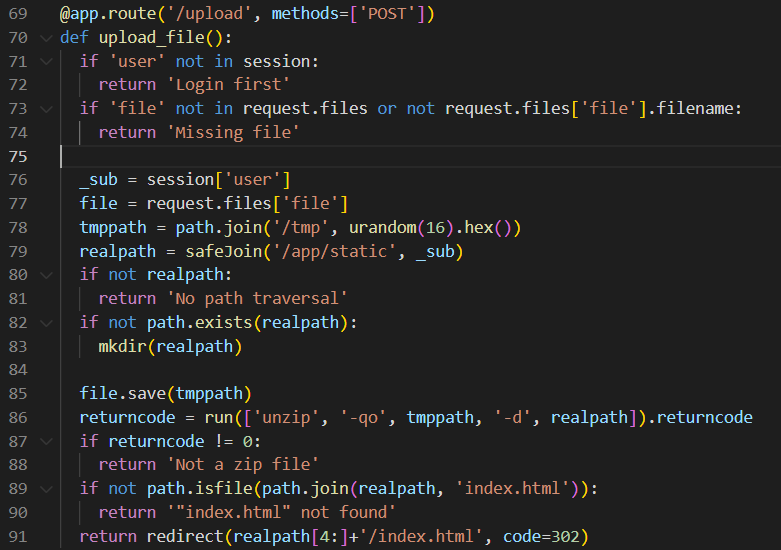 69 @app.route('/upload', methods=['POST'])
70 def upload_file():
71   if 'user' not in session:
72     return 'Login first'
73   if 'file' not in request.files or not request.files['file'].filename:
74     return 'Missing file'
75
76   _sub = session['user']
77   file = request.files['file']
78   tmppath = path.join('/tmp', urandom(16).hex())
79   realpath = safeJoin('/app/static', _sub)
80   if not realpath:
81     return 'No path traversal'
82   if not path.exists(realpath):
83     mkdir(realpath)
84
85   file.save(tmppath)
86   returncode = run(['unzip', '-qo', tmppath, '-d', realpath]).returncode
87   if returncode != 0:
88     return 'Not a zip file'
89   if not path.isfile(path.join(realpath, 'index.html')):
90     return '"index.html" not found'
91   return redirect(realpath[4:]+'/index.html', code=302)